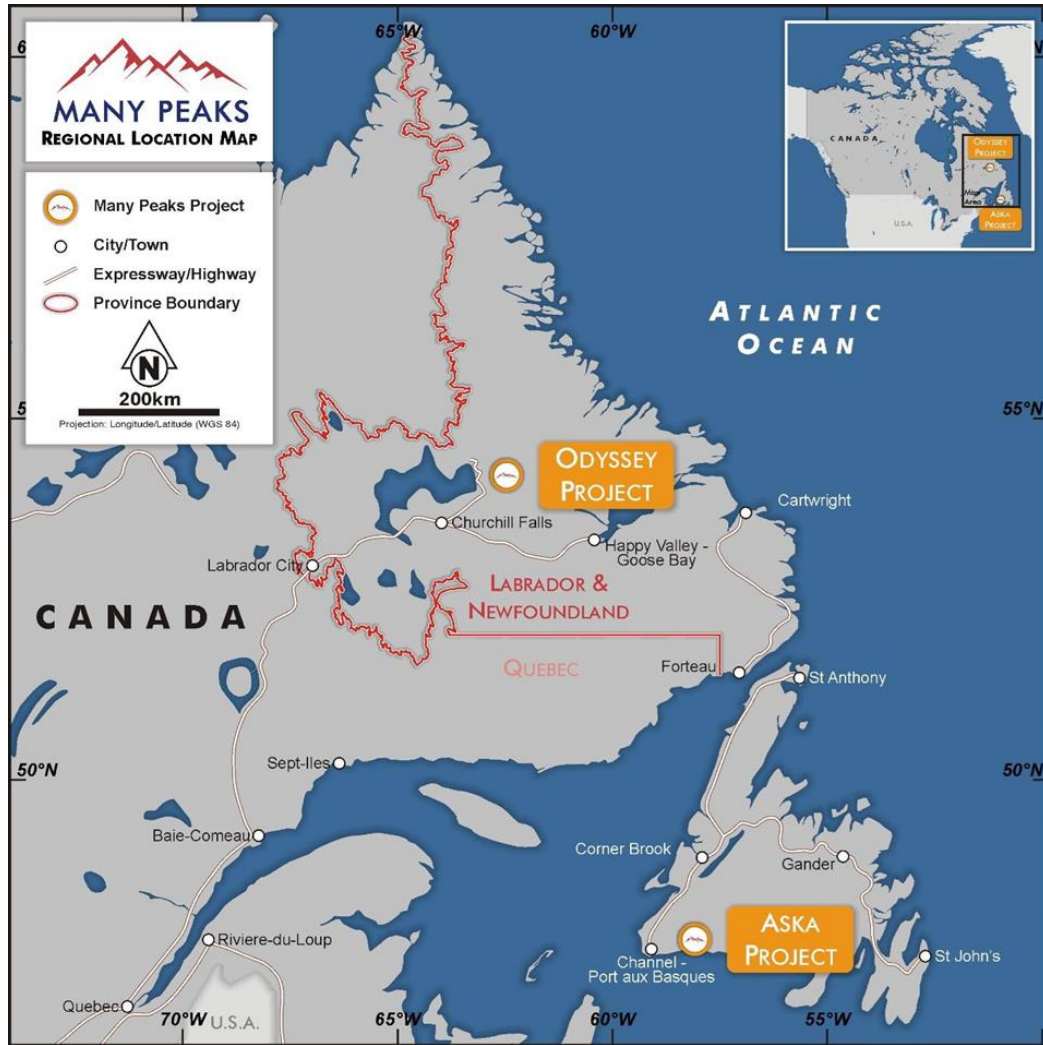 MANY PEAKS
REGIONAL LOCATION MAP
Many Peaks Project
City/Town
Expressway/Highway
Province Boundary
N
200km
Projection: Longitude/Latitude (WGS 84)
65°W
60°W
CANADA
ODYSSEY
PROJECT
Map
Area
ASKA
PROJECT
U.S.A.
ATLANTIC
OCEAN
55°N
ODYSSEY
PROJECT
Cartwright
Churchill Falls
Happy Valley -
Goose Bay
Labrador City
LABRADOR &
NEWFOUNDLAND
CANADA
QUEBEC
Forteau
St Anthony
Sept-Iles
50°N
50°N
Baie-Comeau
Corner Brook
Gander
ASKA
PROJECT
Riviere-du-Loup
Channel -
Port aux Basques
St John's
Quebec
U.S.A.
70°W
65°W
60°W
55°W